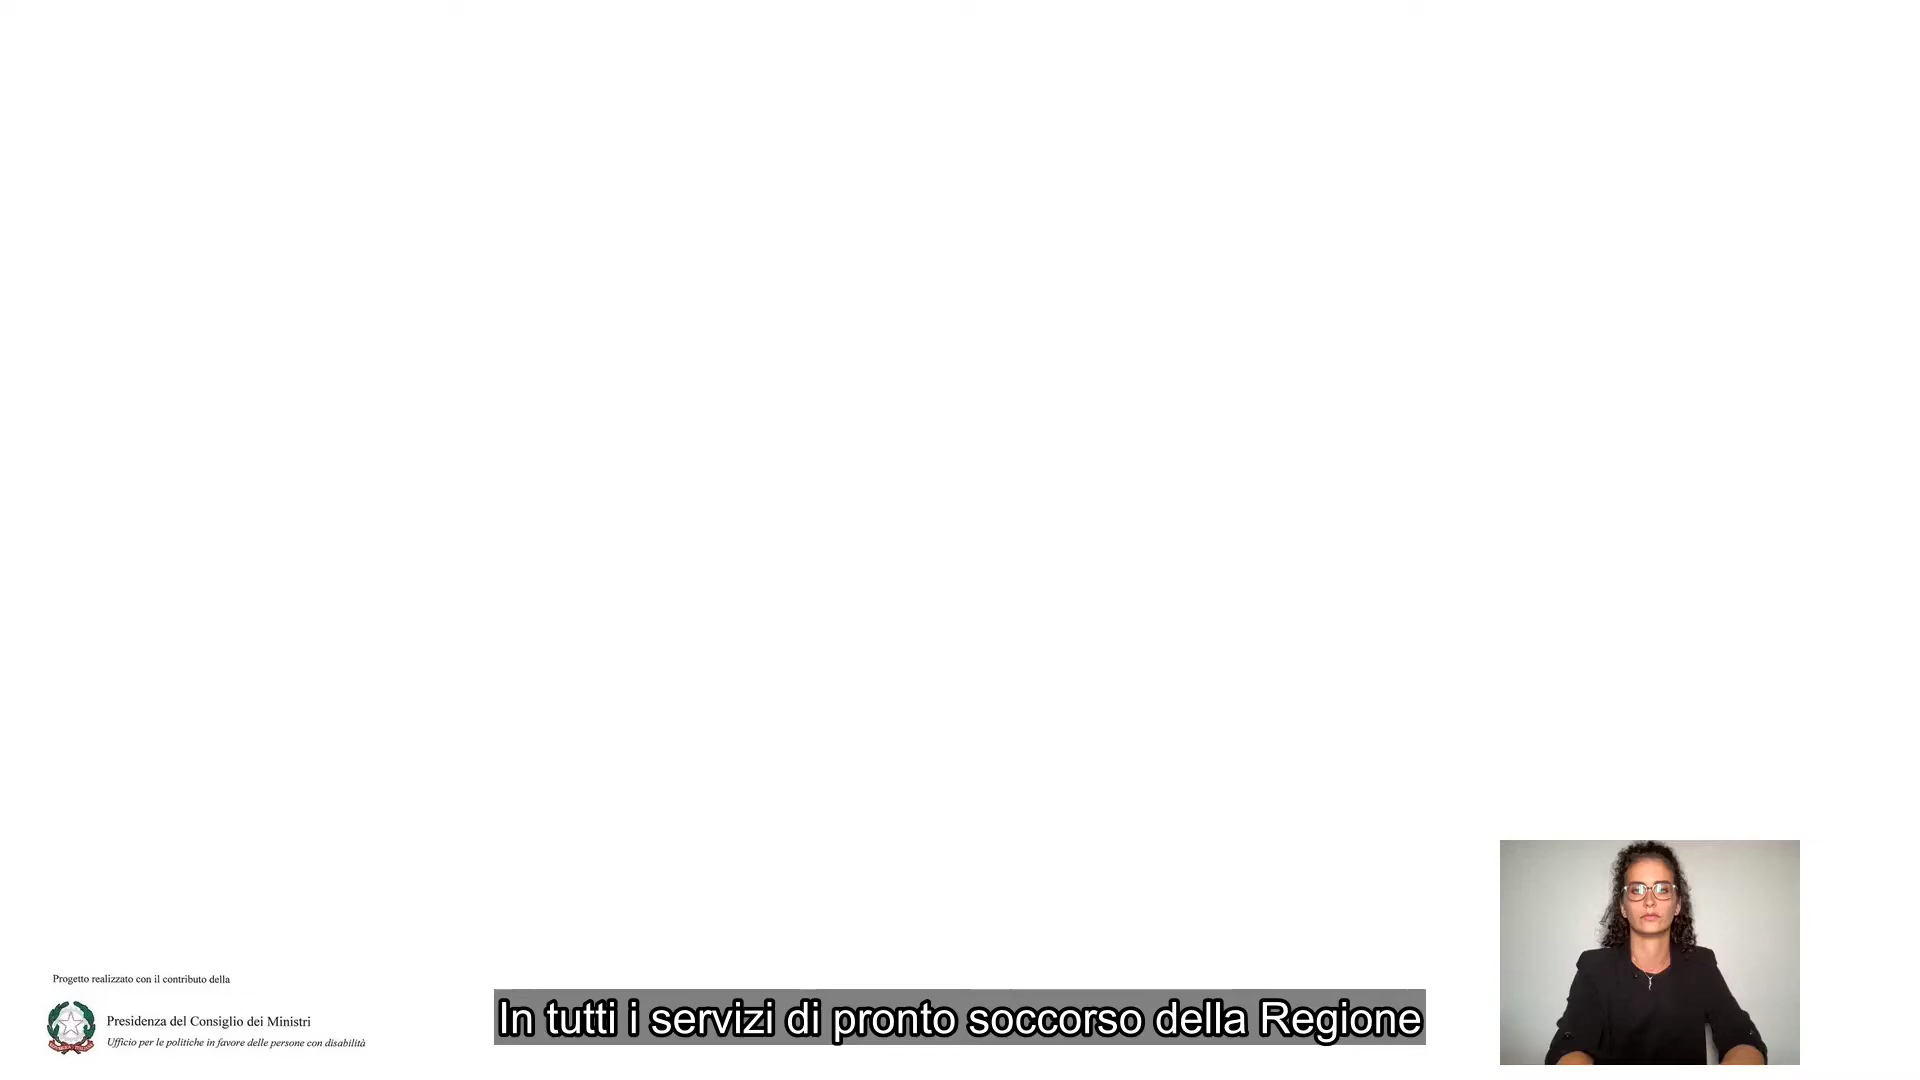 Progetto realizzato con il contributo della
Presidenza del Consiglio dei Ministri
Ufficio per le politiche in favore delle persone con disabilità
In tutti i servizi di pronto soccorso della Regione